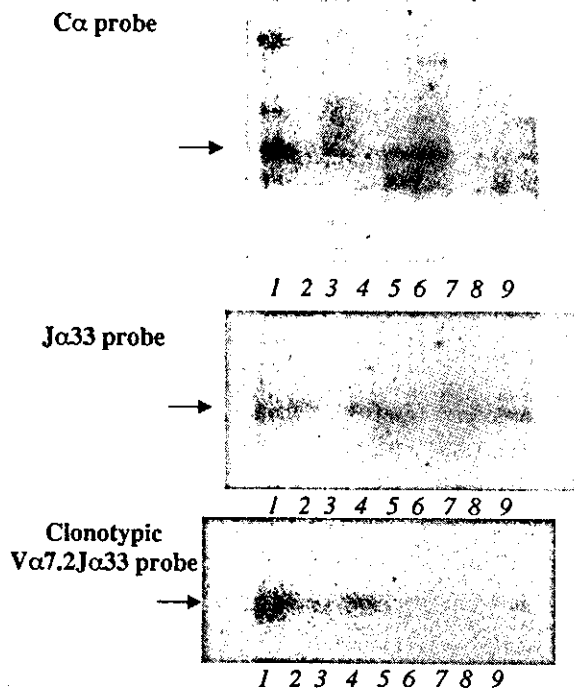 Cα probe
1 2 3 4 5 6 7 8 9
Jα33 probe
1 2 3 4 5 6 7 8 9
Clonotypic
Vα7.2Jα33 probe
1 2 3 4 5 6 7 8 9